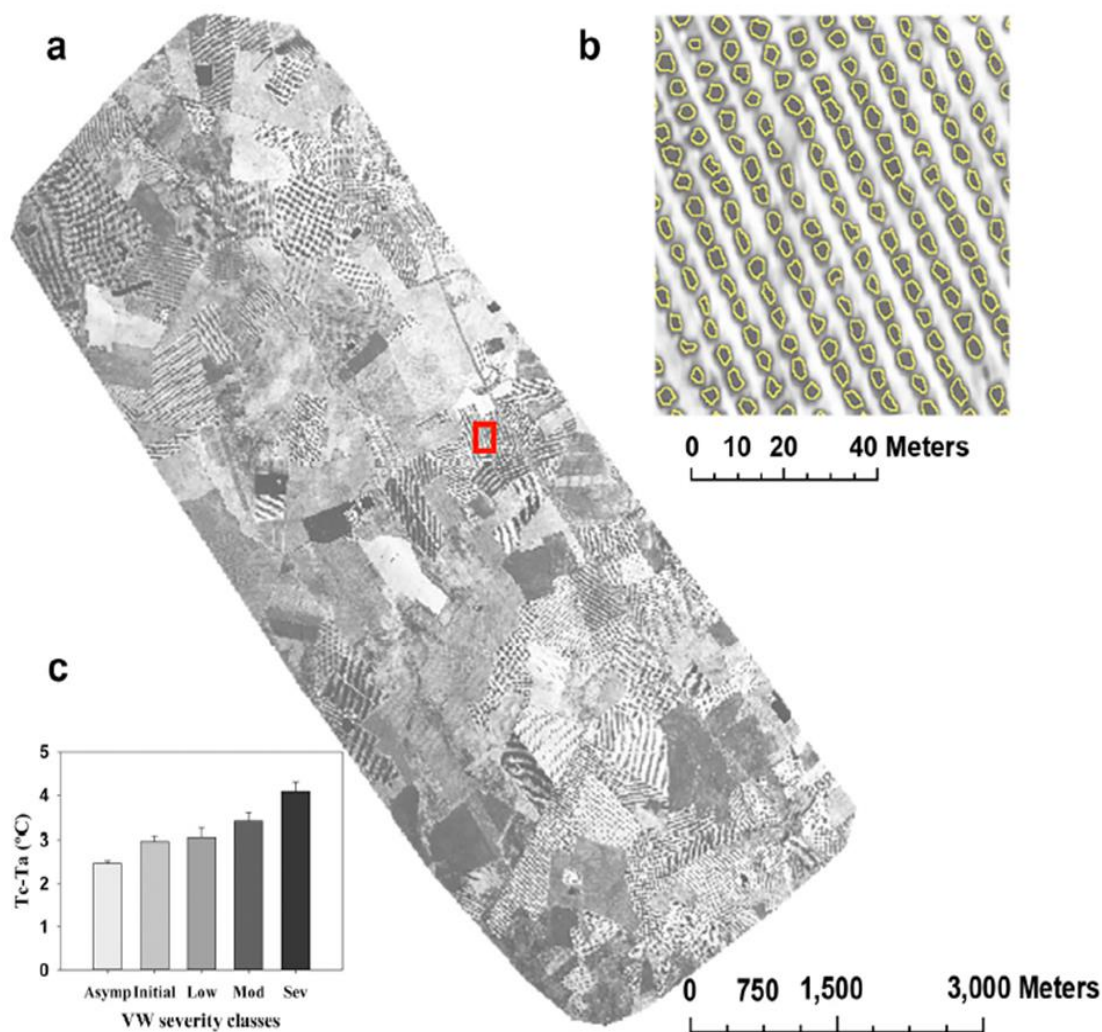 a
b
0 10 20 40 Meters
c
5
4
3
2
1
0
Tc-Ta (ºC)
Asymp Initial Low Mod Sev
VW severity classes
0 750 1,500 3,000 Meters